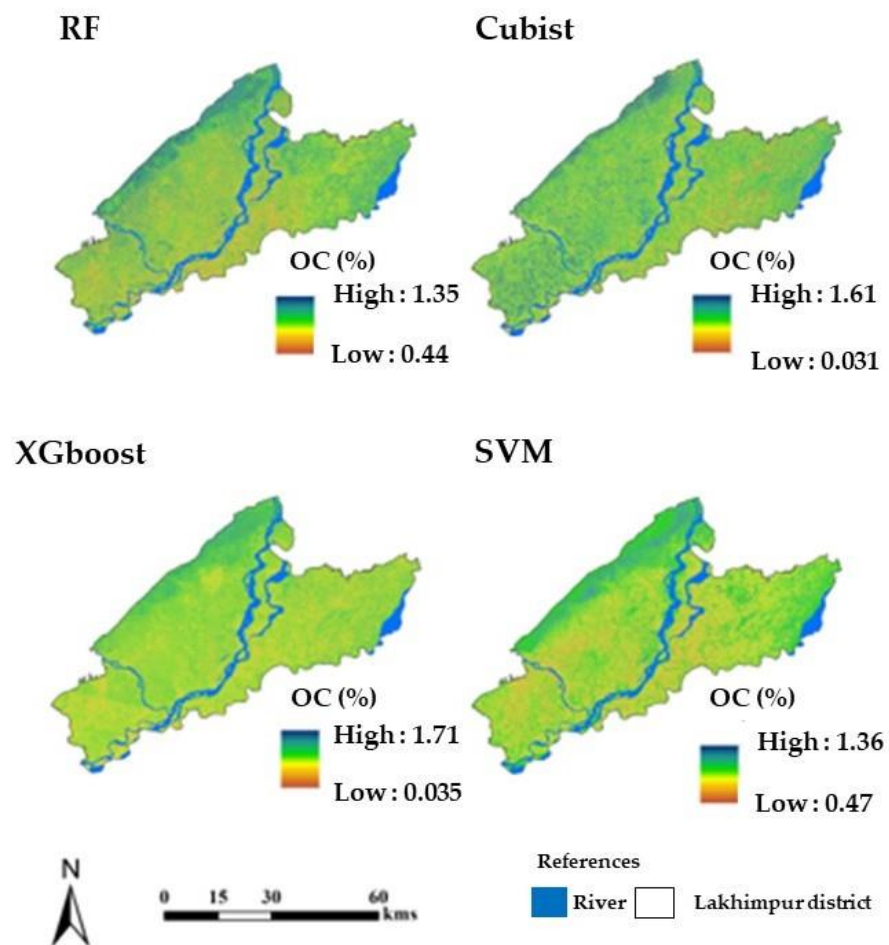 RF
Cubist
OC (%)
High : 1.35
Low : 0.44
OC (%)
High : 1.61
Low : 0.031
XGboost
SVM
OC (%)
High : 1.71
Low : 0.035
OC (%)
High : 1.36
Low : 0.47
N
0 15 30 60
kms
References
River
Lakhimpur district